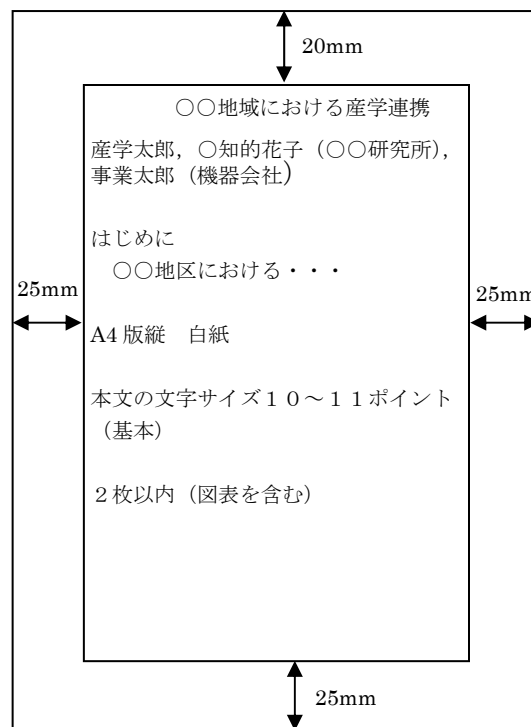 20mm
○○地域における産学連携
産学太郎，○知的花子（○○研究所），
事業太郎（機器会社）
はじめに
○○地区における・・・
25mm
25mm
A4版縦　白紙
本文の文字サイズ１０～１１ポイント
（基本）
２枚以内（図表を含む）
25mm